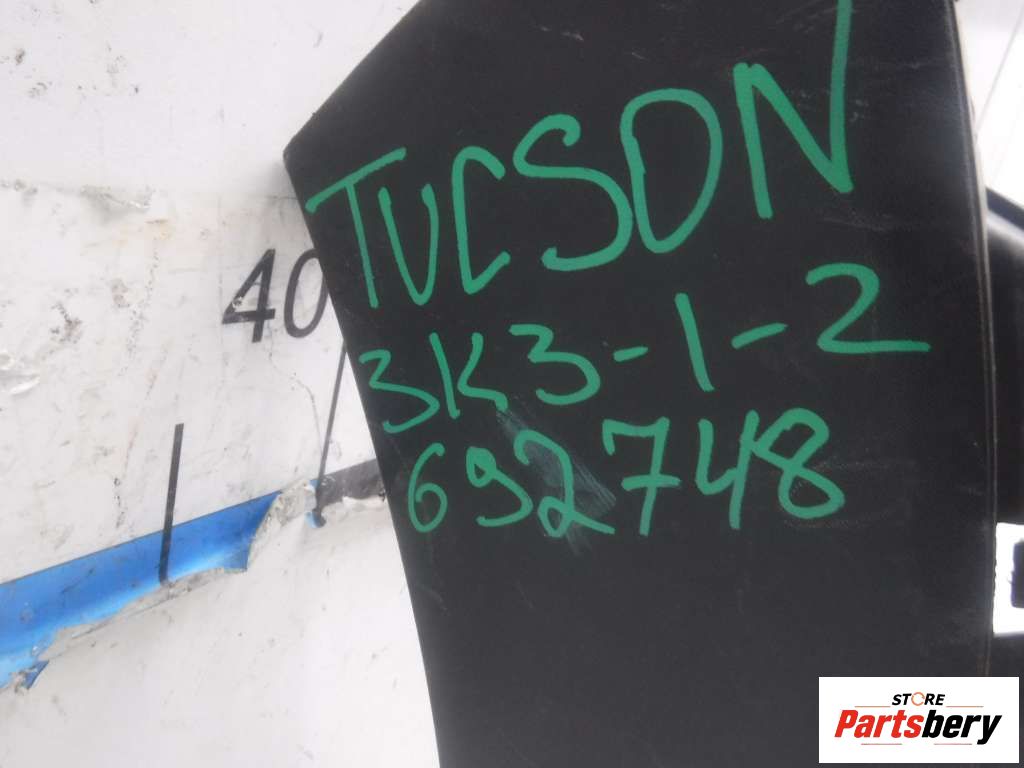 TUCSON
40
3K3-1-2
692748
STORE
Partsbery